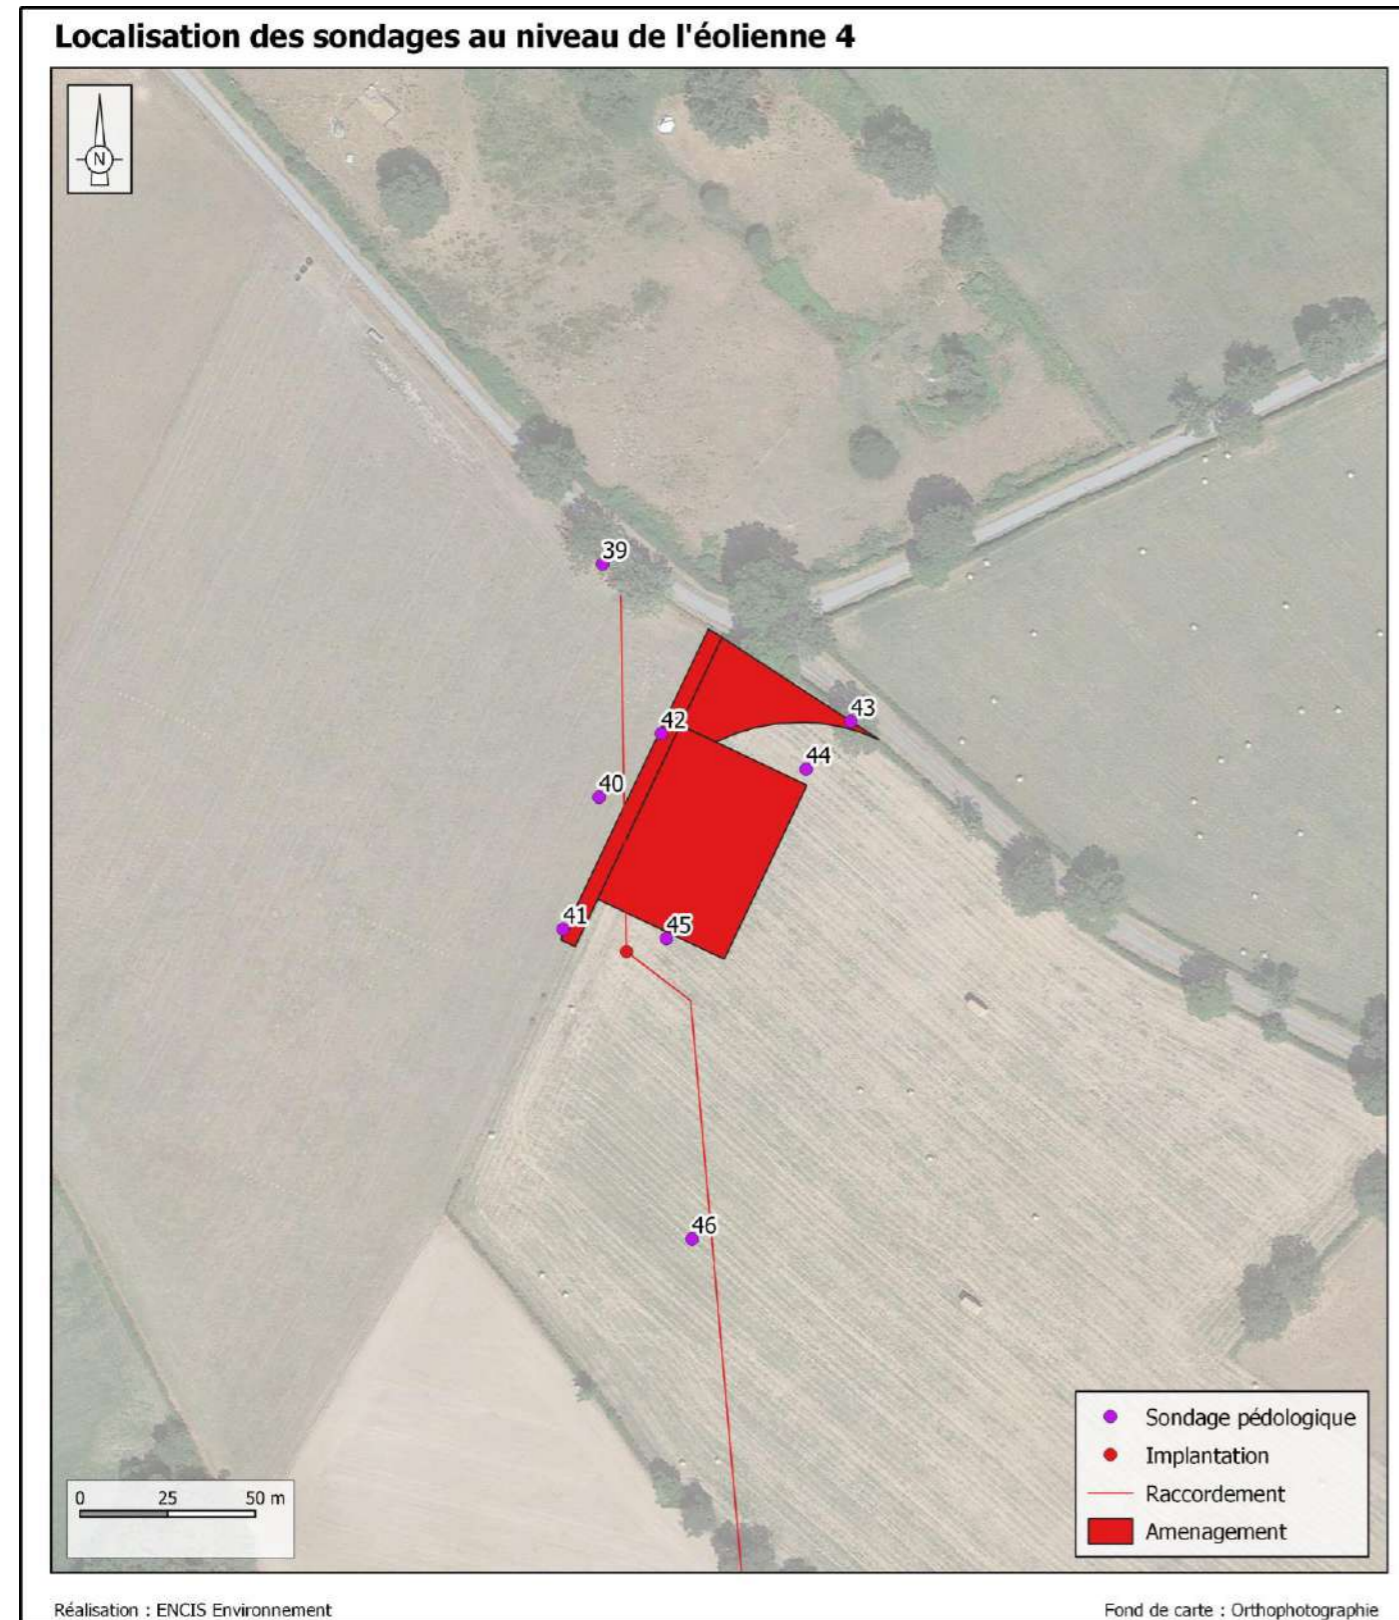 Localisation des sondages au niveau de l'éolienne 4
N
39
42
43
44
40
41
45
46
Sondage pédologique
Implantation
Raccordement
Amenagement
0 25 50 m
Réalisation : ENCIS Environnement
Fond de carte : Orthophotographie